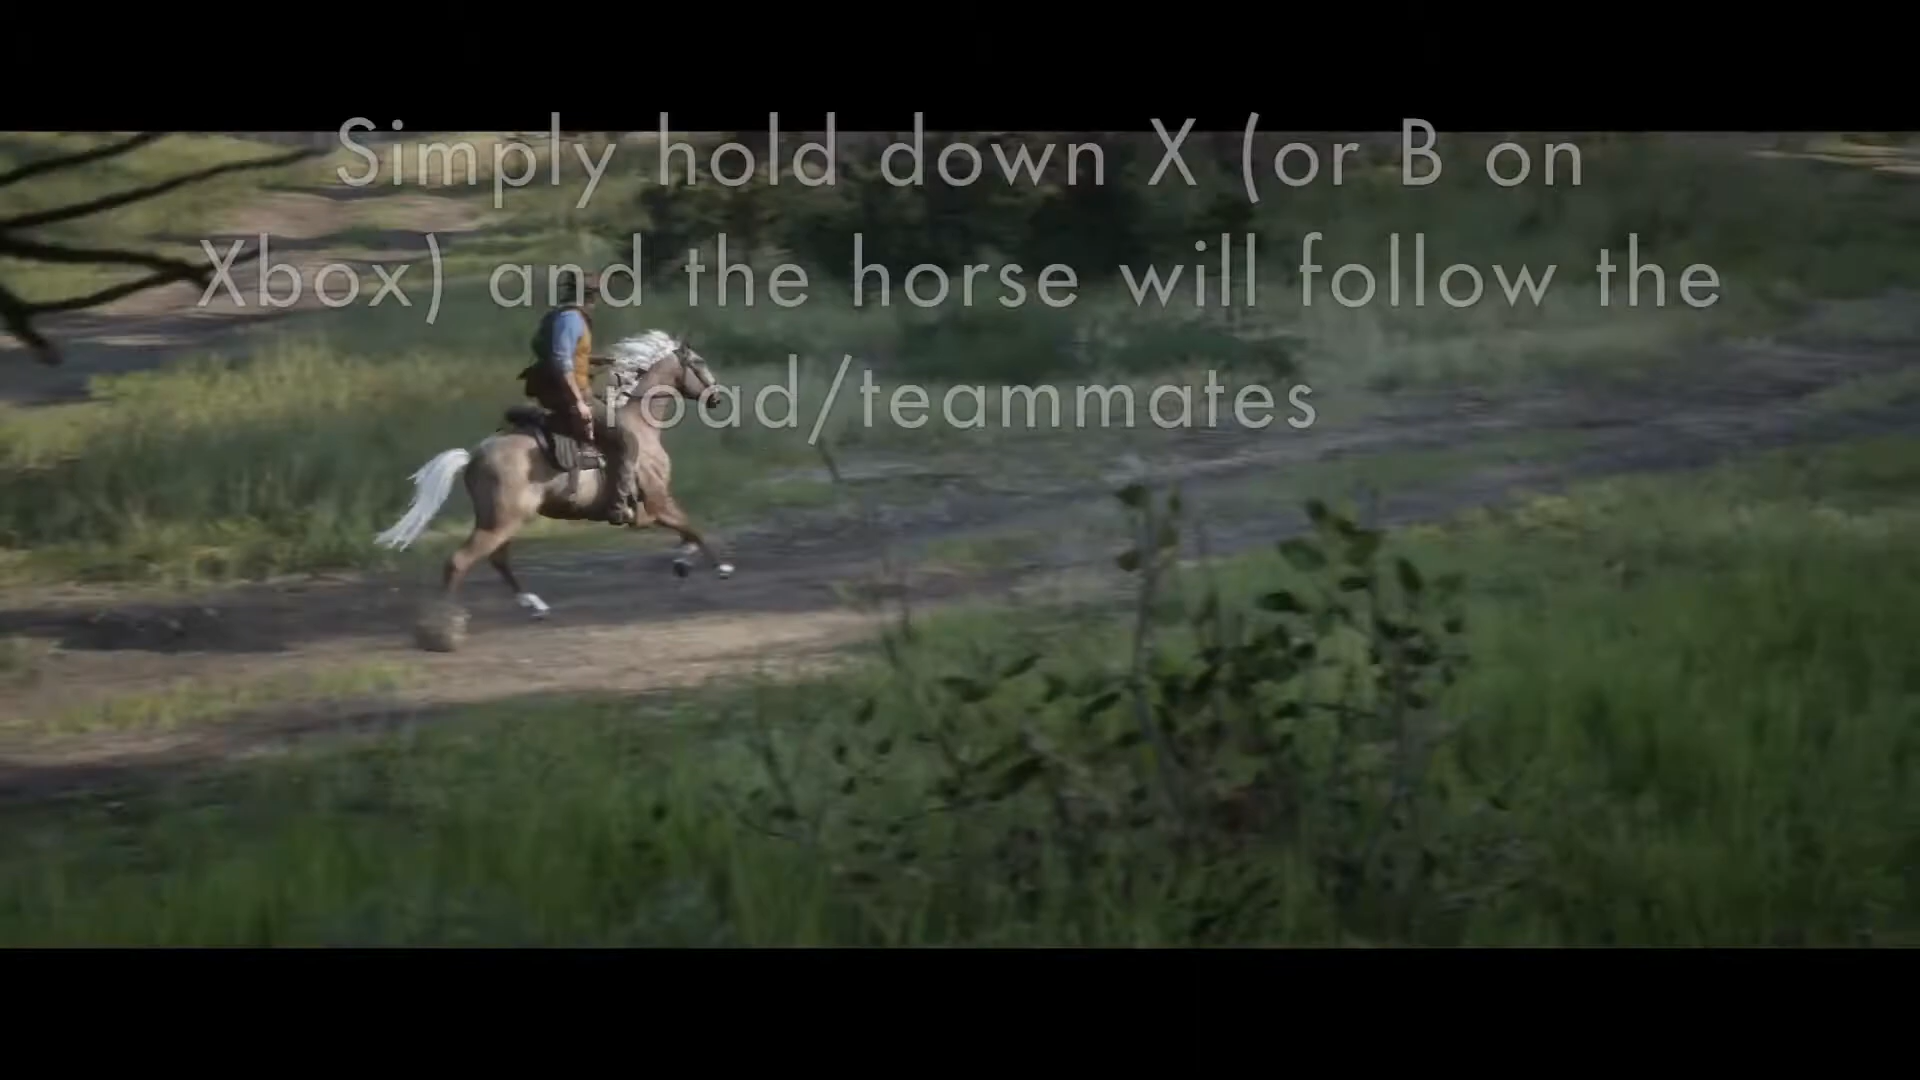 Simply hold down X (or B on
Xbox) and the horse will follow the
road/teammates